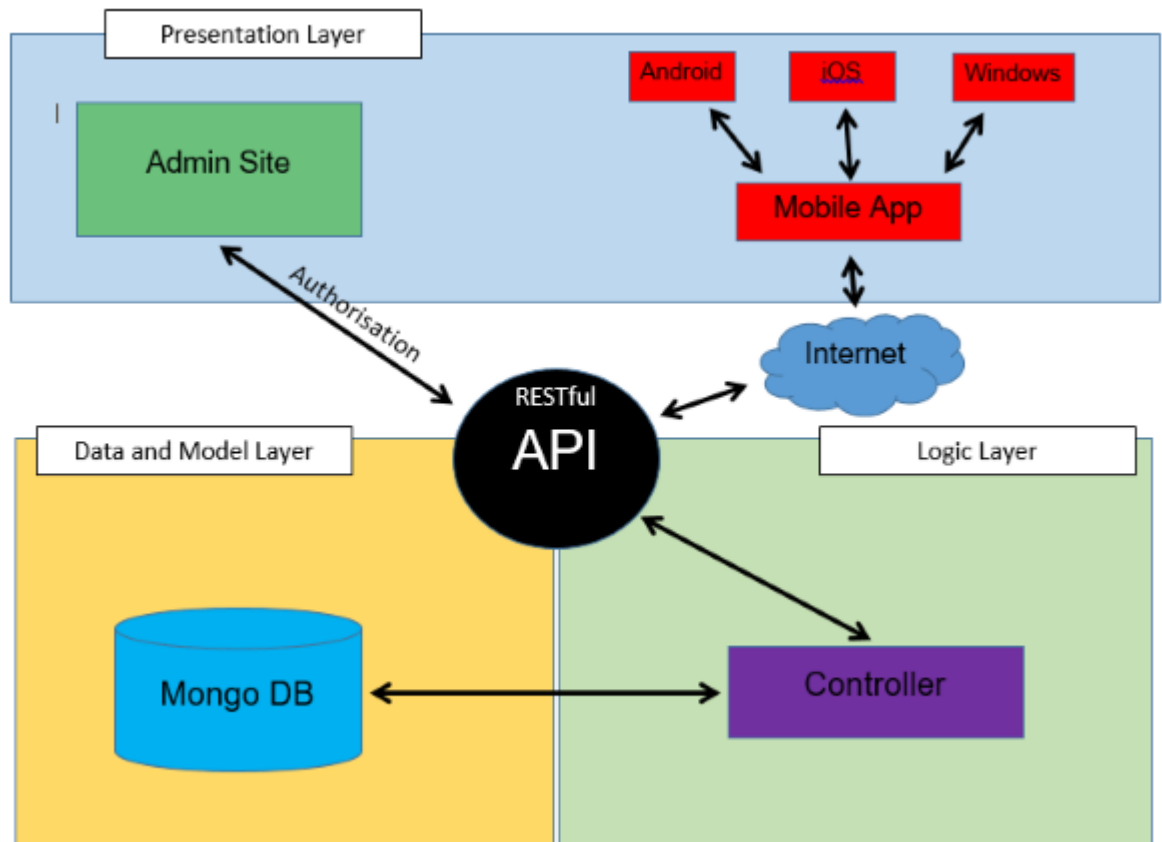 Presentation Layer
Android
iOS
Windows
Admin Site
Mobile App
Authorisation
Internet
RESTful
API
Data and Model Layer
Logic Layer
Mongo DB
Controller